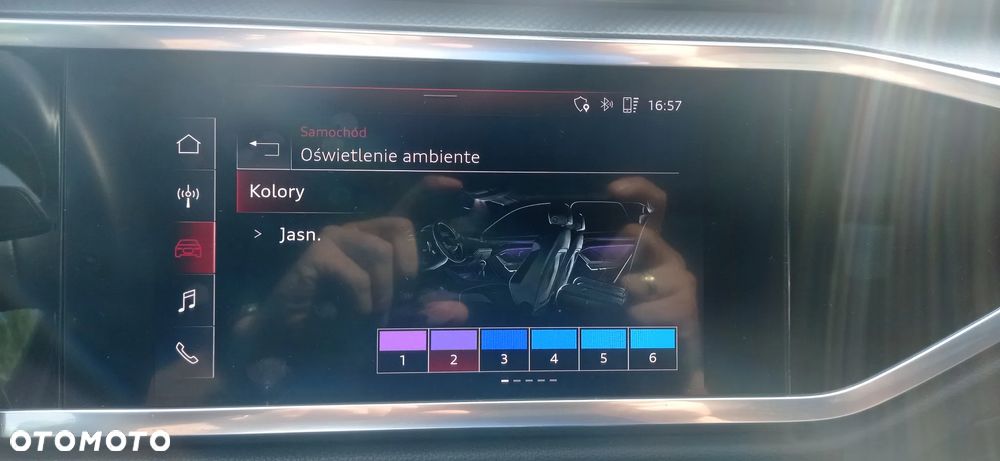 16:57
Samochód
Oświetlenie ambiente
Kolory
> Jasn.
1 2 3 4 5 6
OTOMOTO